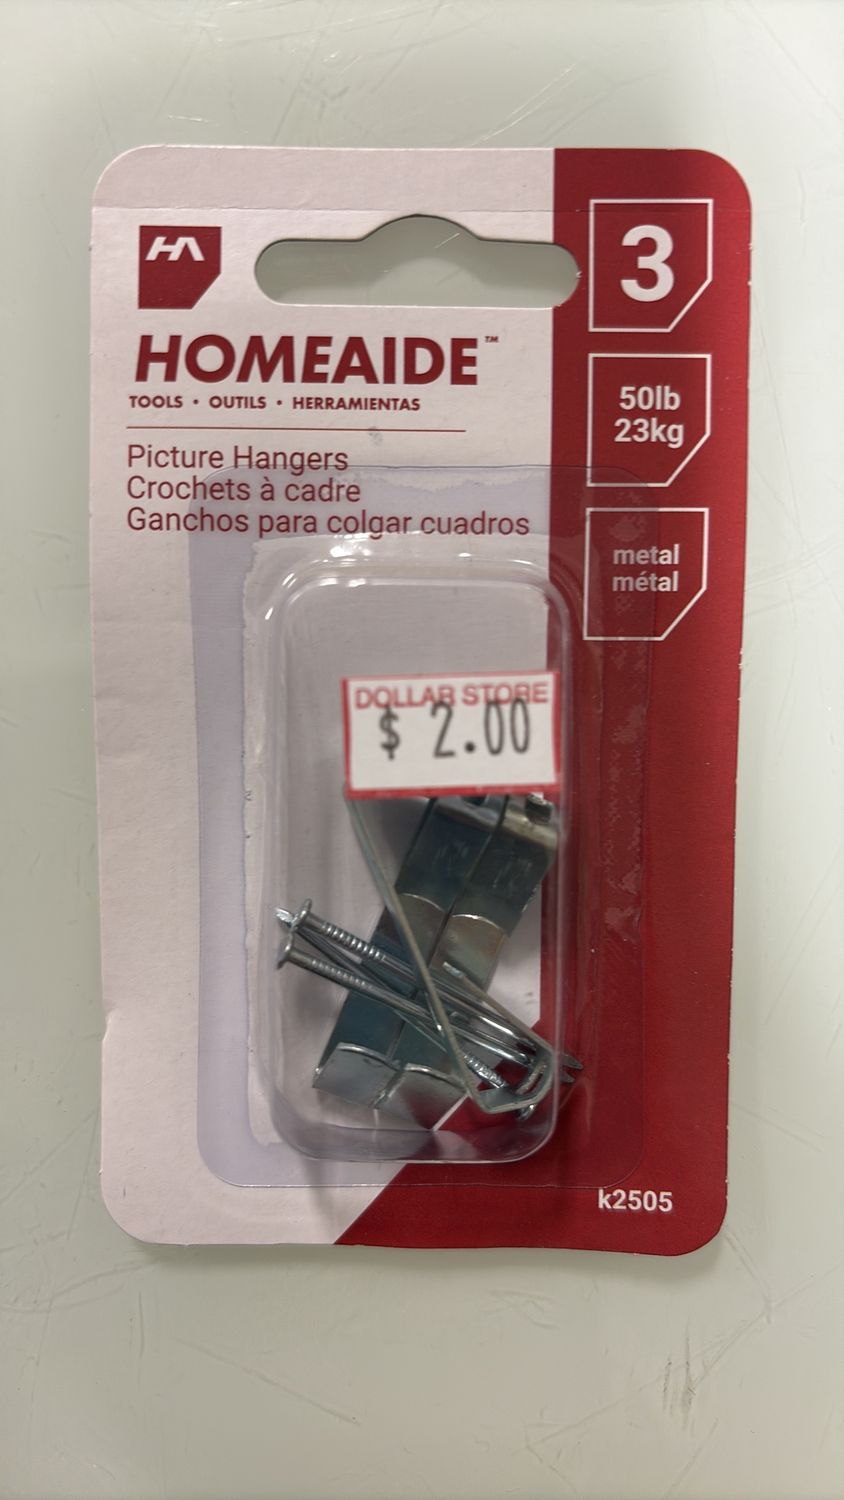 HA
3
HOMEAIDE™
TOOLS • OUTILS • HERRAMIENTAS
50lb
23kg
Picture Hangers
Crochets à cadre
Ganchos para colgar cuadros
metal
métal
DOLLAR STORE
$ 2.00
k2505